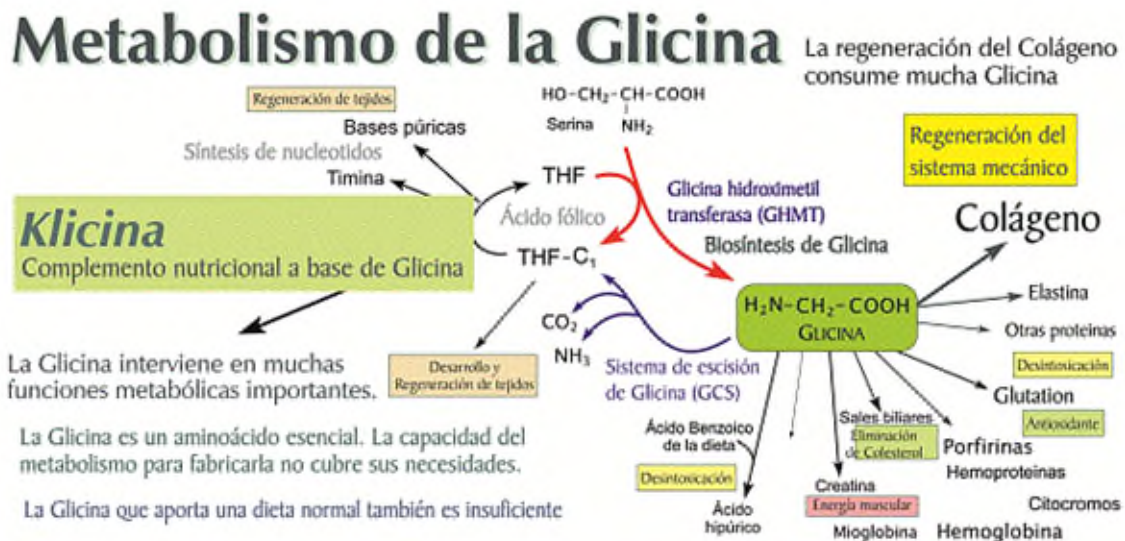 Metabolismo de la Glicina
La regeneración del Colágeno
consume mucha Glicina
Regeneración de tejidos
Bases púricas
Síntesis de nucleotidos
Timina
HO-CH₂-CH-COOH
Serina
NH₂
THF
Ácido fólico
THF-C₁
Glicina hidroximetil
transferasa (GHMT)
Biosíntesis de Glicina
Regeneración del
sistema mecánico
Klicina
Complemento nutricional a base de Glicina
Colágeno
Elastina
Otras proteinas
Desintoxicación
Glutation
Antioxidante
H₂N-CH₂-COOH
GLICINA
CO₂
NH₃
Sistema de escisión
de Glicina (GCS)
Desarrollo y
Regeneración de tejidos
La Glicina interviene en muchas
funciones metabólicas importantes.
La Glicina es un aminoácido esencial. La capacidad del
metabolismo para fabricarla no cubre sus necesidades.
La Glicina que aporta una dieta normal también es insuficiente
Ácido Benzoico
de la dieta
Desintoxicación
Ácido
hipúrico
Sales biliares
Eliminación
de Colesterol
Creatina
Energía muscular
Porfirinas
Hemoproteinas
Citocromos
Mioglobina
Hemoglobina